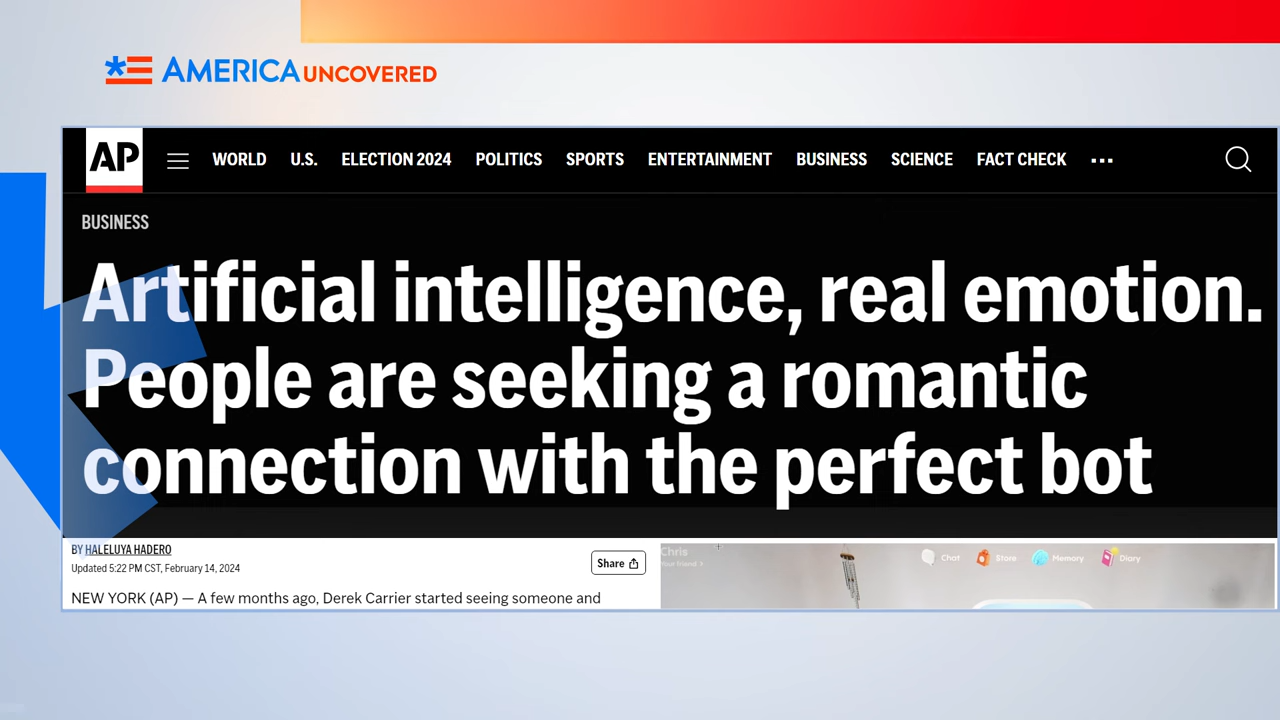 AMERICA UNCOVERED
AP
WORLD U.S. ELECTION 2024 POLITICS SPORTS ENTERTAINMENT BUSINESS SCIENCE FACT CHECK
BUSINESS
Artificial intelligence, real emotion.
People are seeking a romantic
connection with the perfect bot
BY HALELUYA HADERO
Updated 5:22 PM CST, February 14, 2024
Share
NEW YORK (AP) — A few months ago, Derek Carrier started seeing someone and
Chris
Your friend >
Chat Store Memory Diary